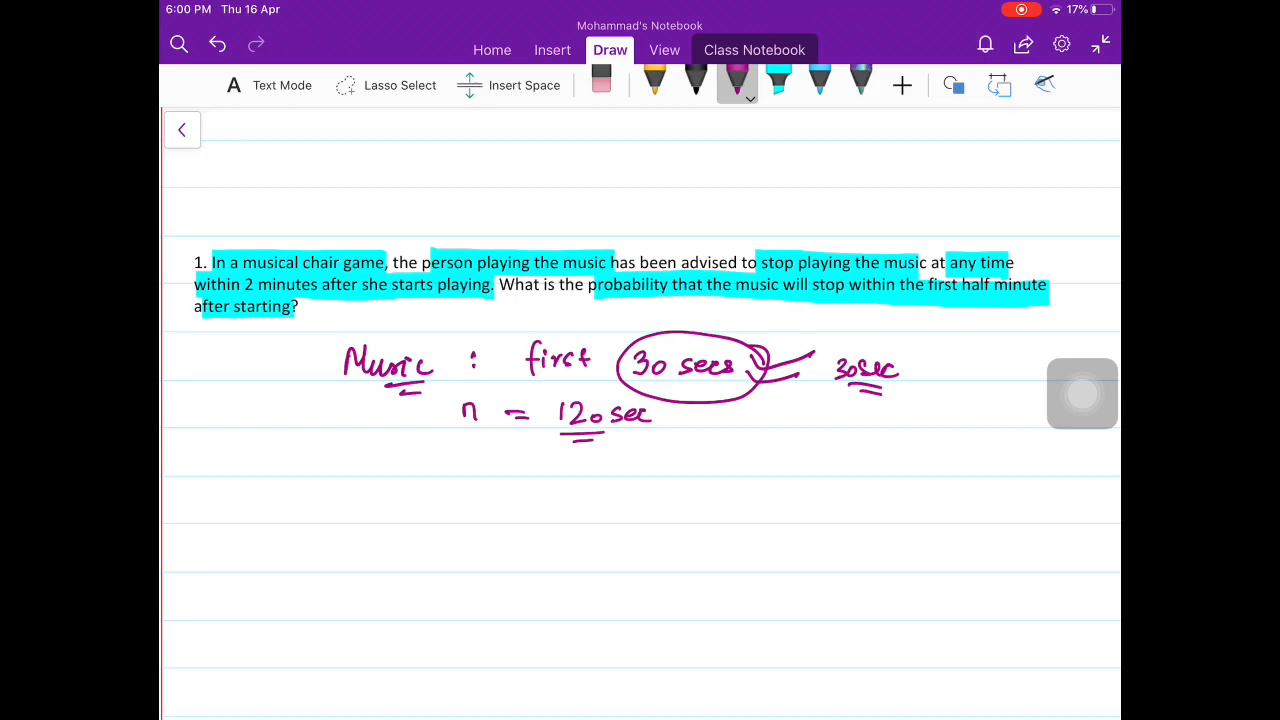 6:00 PM Thu 16 Apr 17%
Mohammad's Notebook
Home Insert Draw View Class Notebook
A Text Mode Lasso Select Insert Space
1. In a musical chair game, the person playing the music has been advised to stop playing the music at any time
within 2 minutes after she starts playing. What is the probability that the music will stop within the first half minute
after starting?
Music : first 30 secs 30sec
n = 120 sec